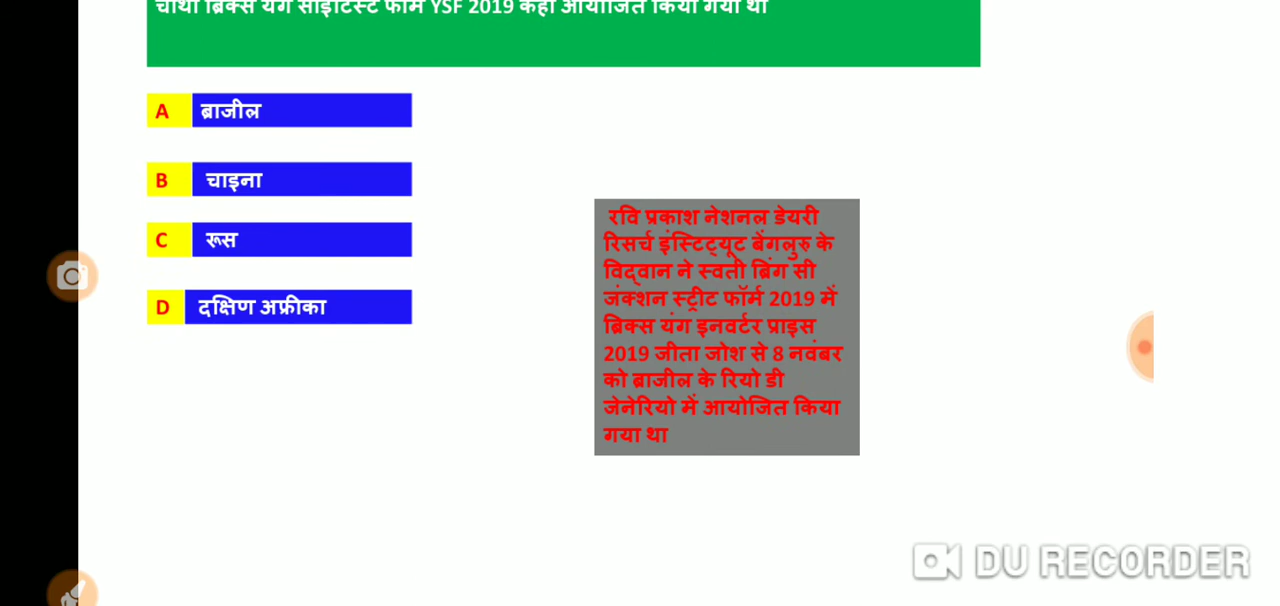 चौथा ब्रिक्स यंग साइंटिस्ट फॉर्म YSF 2019 कहां आयोजित किया गया था
A ब्राजील
B चाइना
C रूस
D दक्षिण अफ्रीका
रवि प्रकाश नेशनल डेयरी
रिसर्च इंस्टिट्यूट बेंगलुरु के
विद्वान ने स्वती ब्रिंग सी
जंक्शन स्ट्रीट फॉर्म 2019 में
ब्रिक्स यंग इनवर्टर प्राइस
2019 जीता जोश से 8 नवंबर
को ब्राजील के रियो डी
जेनेरियो में आयोजित किया
गया था
DU RECORDER